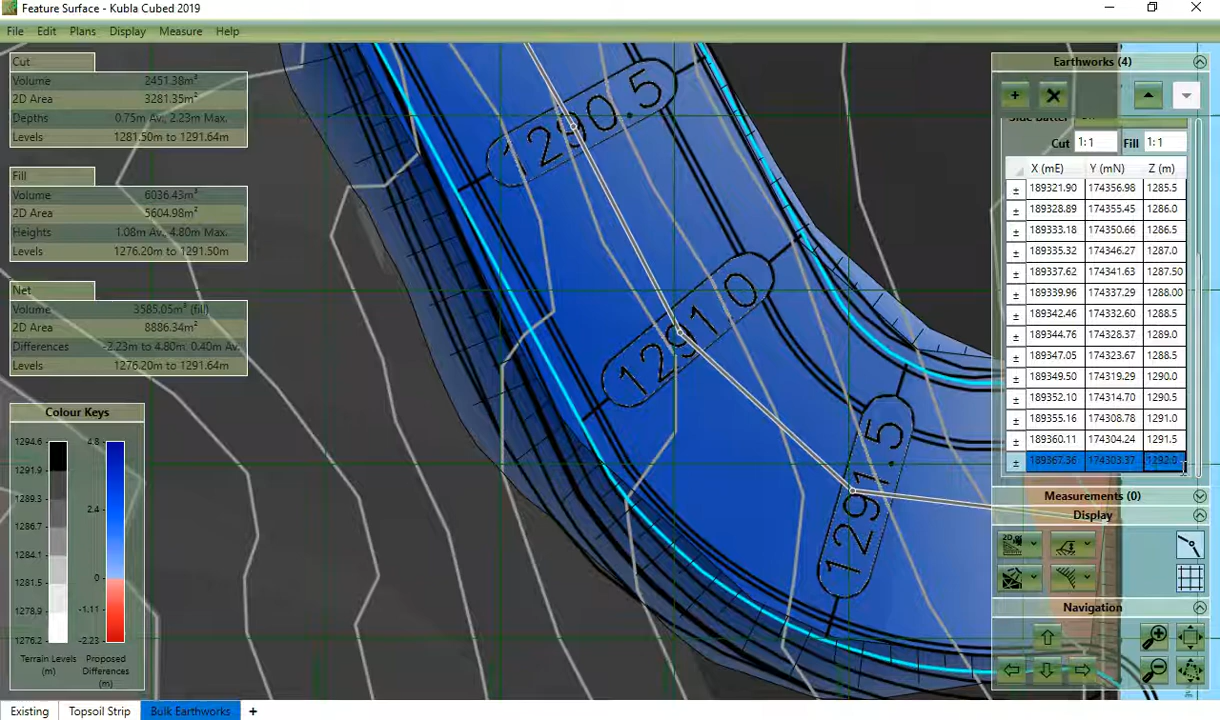 Feature Surface - Kubla Cubed 2019
File Edit Plans Display Measure Help
Cut
Volume 2451.38m³
2D Area 3281.35m²
Depths 0.75m Av., 2.23m Max.
Levels 1281.50m to 1291.64m
Fill
Volume 6036.43m³
2D Area 5604.98m²
Heights 1.08m Av., 4.80m Max.
Levels 1276.20m to 1291.50m
Net
Volume 3585.05m³ (fill)
2D Area 8886.34m²
Differences -2.23m to 4.80m, 0.40m Av.
Levels 1276.20m to 1291.64m
Colour Keys
1294.6 4.8
1291.9
1289.3 2.4
1286.7
1284.1 0
1281.5 -1.11
1278.9
1276.2 -2.23
Terrain Levels (m)
Proposed Differences (m)
1290.5
1291.0
1291.5
Earthworks (4)
+
Side Batter
Cut 1:1 Fill 1:1
X (mE) Y (mN) Z (m)
± 189321.90 174356.98 1285.5
± 189328.89 174355.45 1286.0
± 189333.18 174350.66 1286.5
± 189335.32 174346.27 1287.0
± 189337.62 174341.63 1287.50
± 189339.96 174337.29 1288.00
± 189342.46 174332.60 1288.5
± 189344.76 174328.37 1289.0
± 189347.05 174323.67 1288.5
± 189349.50 174319.29 1290.0
± 189352.10 174314.70 1290.5
± 189355.16 174308.78 1291.0
± 189360.11 174304.24 1291.5
± 189367.36 174303.37 1292.0
Measurements (0)
Display
2D
Navigation
Existing Topsoil Strip Bulk Earthworks +